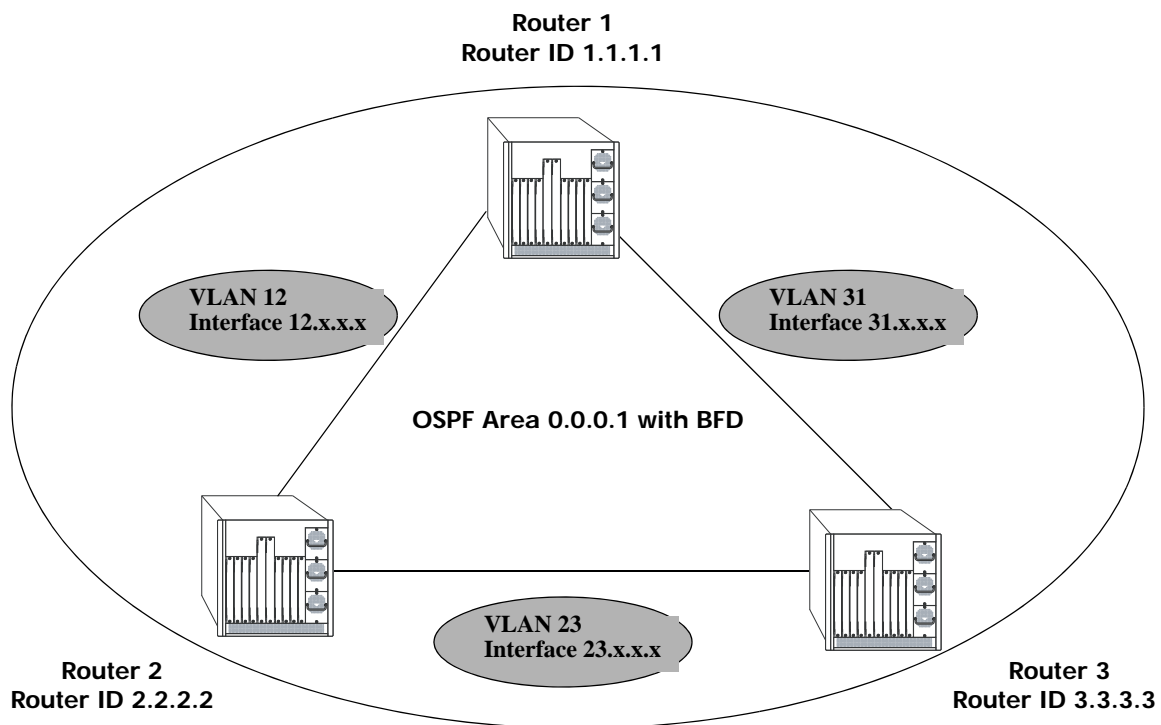 Router 1
Router ID 1.1.1.1
VLAN 12
Interface 12.x.x.x
VLAN 31
Interface 31.x.x.x
OSPF Area 0.0.0.1 with BFD
VLAN 23
Interface 23.x.x.x
Router 2
Router ID 2.2.2.2
Router 3
Router ID 3.3.3.3